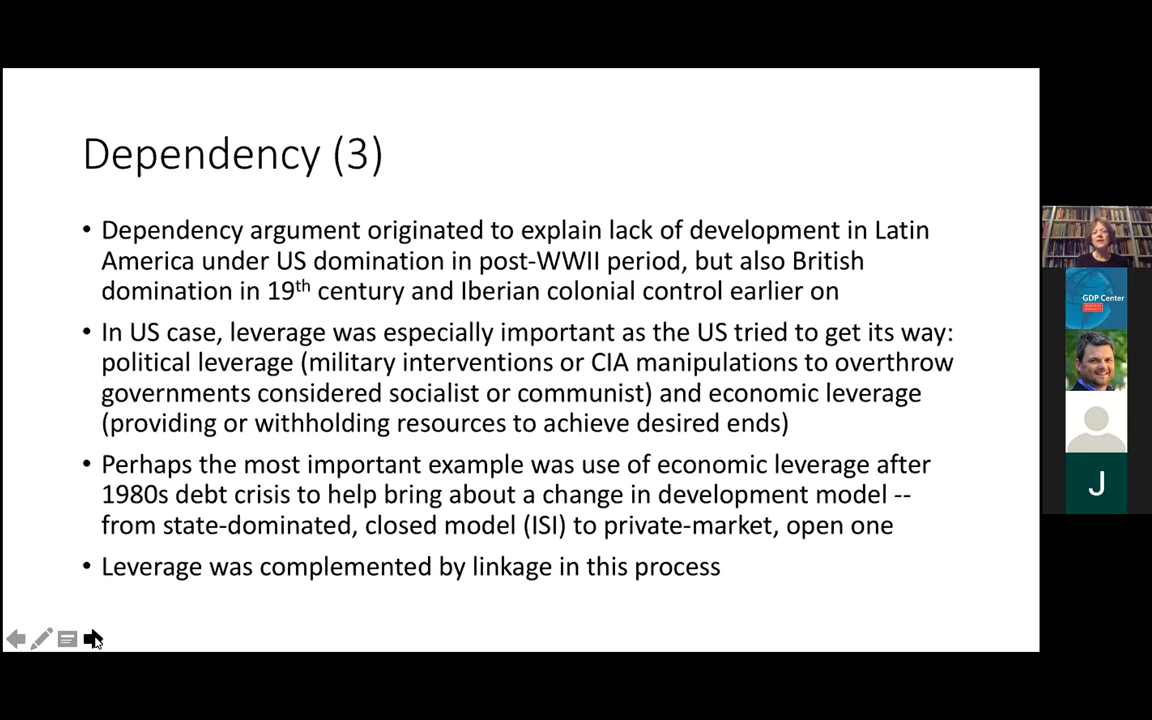 Dependency (3)
• Dependency argument originated to explain lack of development in Latin
America under US domination in post-WWII period, but also British
domination in 19th century and Iberian colonial control earlier on
• In US case, leverage was especially important as the US tried to get its way:
political leverage (military interventions or CIA manipulations to overthrow
governments considered socialist or communist) and economic leverage
(providing or withholding resources to achieve desired ends)
• Perhaps the most important example was use of economic leverage after
1980s debt crisis to help bring about a change in development model --
from state-dominated, closed model (ISI) to private-market, open one
• Leverage was complemented by linkage in this process
GDP Center
J